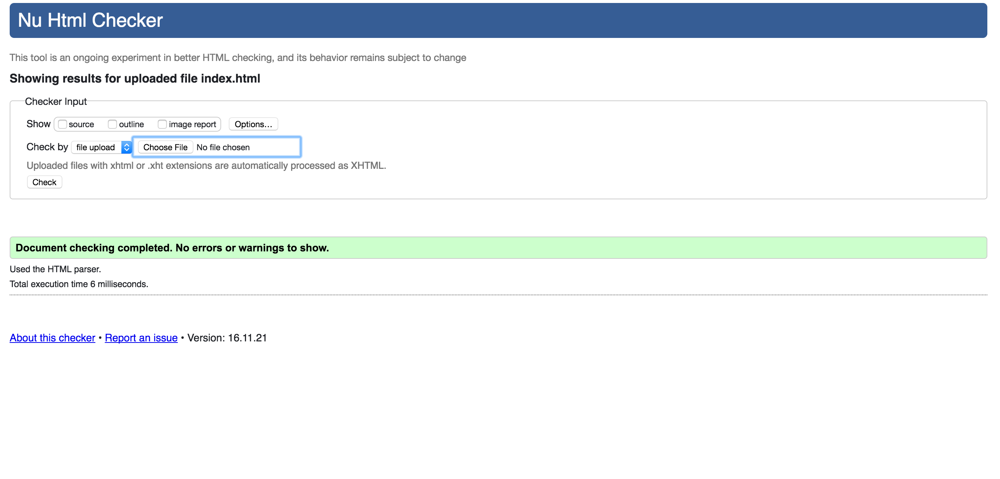 Nu Html Checker
This tool is an ongoing experiment in better HTML checking, and its behavior remains subject to change
Showing results for uploaded file index.html
Checker Input
Show source outline image report Options...
Check by file upload Choose File No file chosen
Uploaded files with xhtml or .xht extensions are automatically processed as XHTML.
Check
Document checking completed. No errors or warnings to show.
Used the HTML parser.
Total execution time 6 milliseconds.
About this checker • Report an issue • Version: 16.11.21